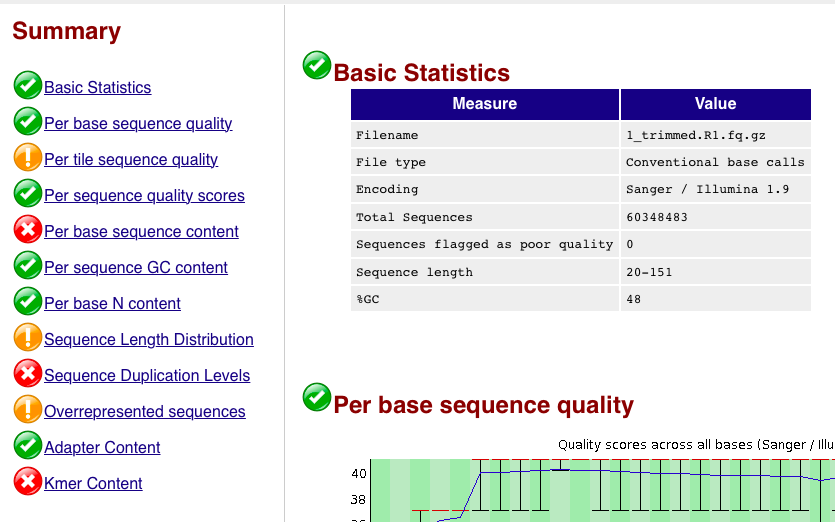 Summary
Basic Statistics
Per base sequence quality
Per tile sequence quality
Per sequence quality scores
Per base sequence content
Per sequence GC content
Per base N content
Sequence Length Distribution
Sequence Duplication Levels
Overrepresented sequences
Adapter Content
Kmer Content
Basic Statistics
Measure Value
Filename 1_trimmed.R1.fq.gz
File type Conventional base calls
Encoding Sanger / Illumina 1.9
Total Sequences 60348483
Sequences flagged as poor quality 0
Sequence length 20-151
%GC 48
Per base sequence quality
Quality scores across all bases (Sanger / Illu
40
38